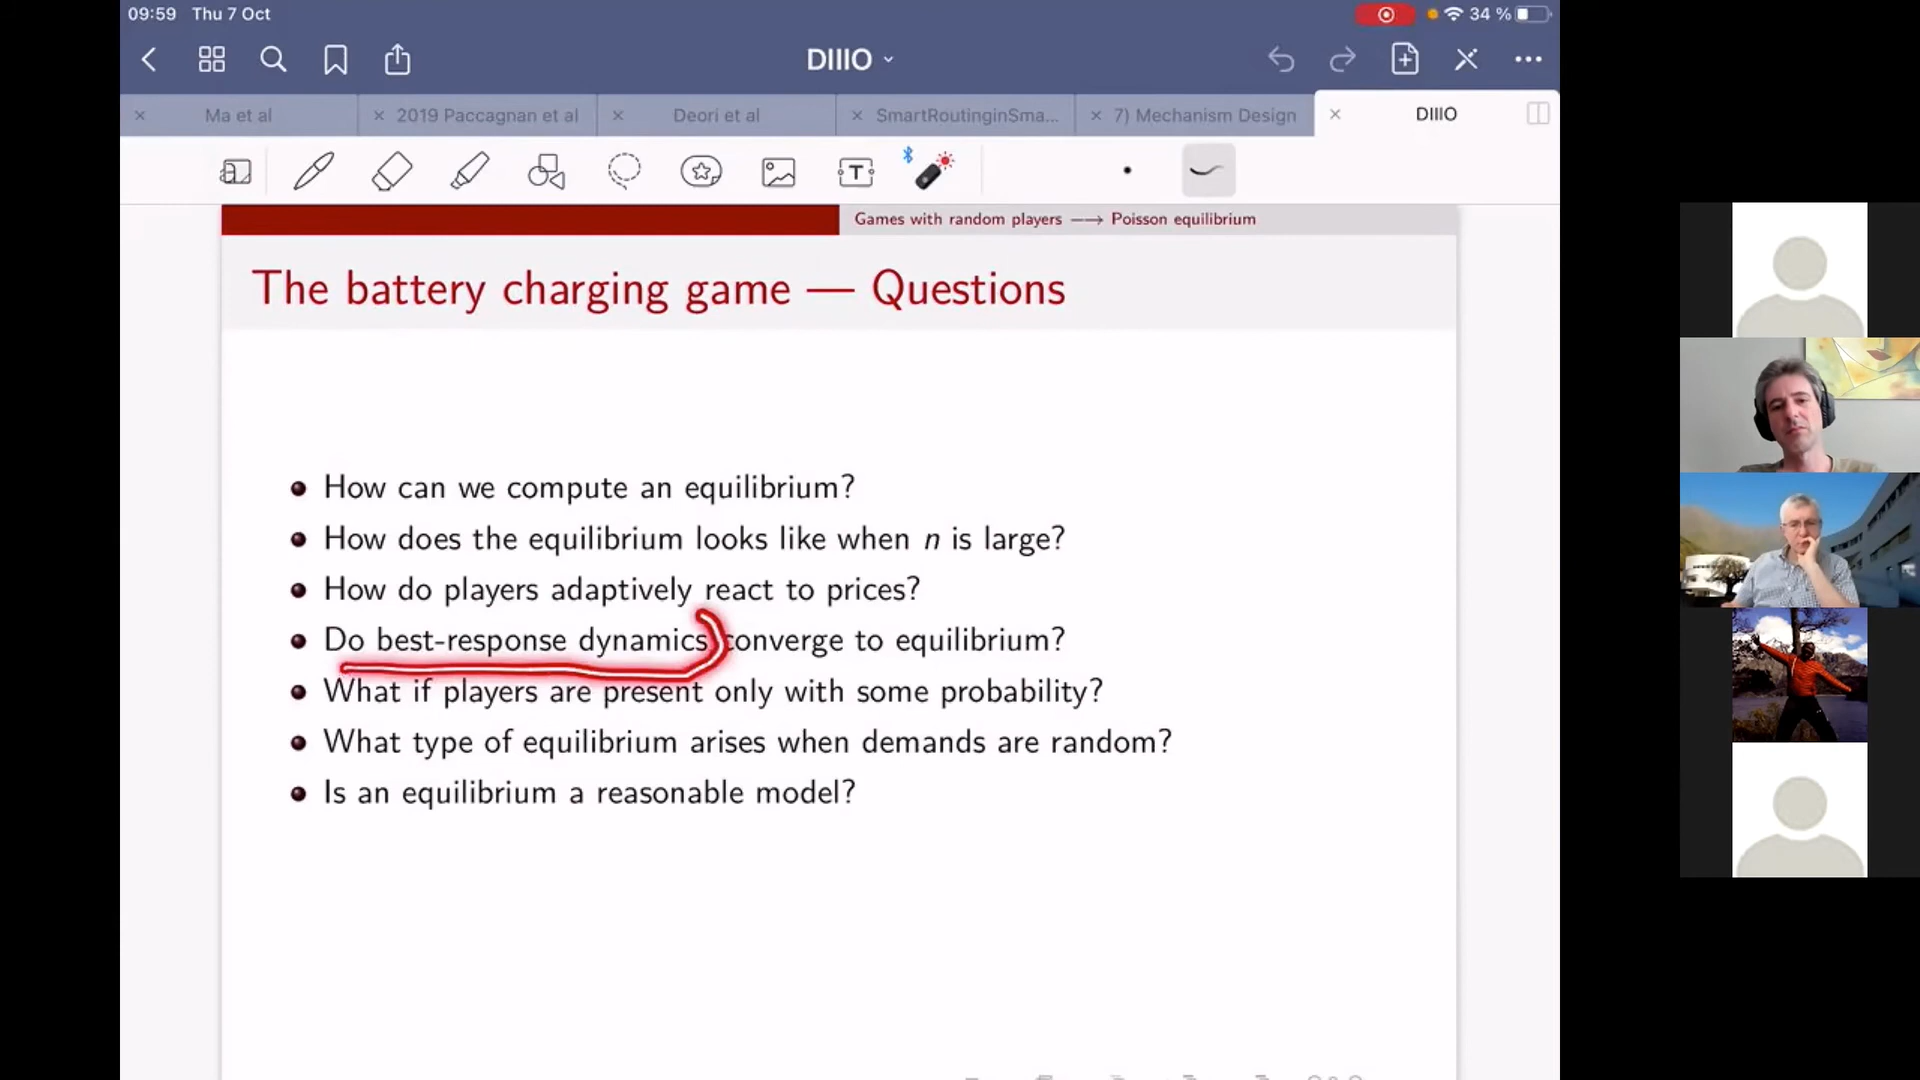 09:59 Thu 7 Oct
34 %
DIIIO
Ma et al
2019 Paccagnan et al
Deori et al
SmartRoutinginSma...
7) Mechanism Design
DIIIO
Games with random players → Poisson equilibrium
The battery charging game — Questions
How can we compute an equilibrium?
How does the equilibrium looks like when n is large?
How do players adaptively react to prices?
Do best-response dynamics converge to equilibrium?
What if players are present only with some probability?
What type of equilibrium arises when demands are random?
Is an equilibrium a reasonable model?